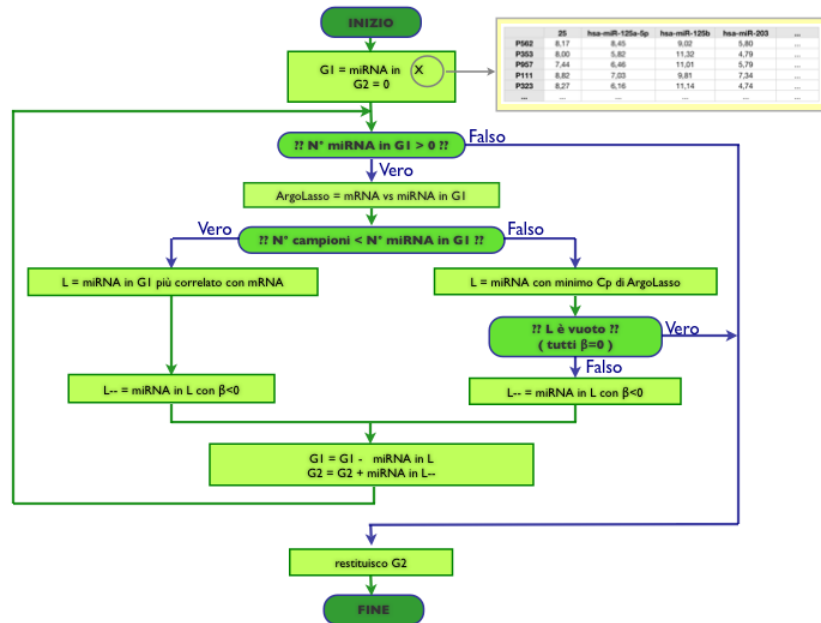 INIZIO
G1 = miRNA in X
G2 = 0
25 hsa-miR-125a-5p hsa-miR-125b hsa-miR-203 ...
P562 8,17 8,45 9,02 5,80 ...
P353 8,00 5,82 11,32 4,79 ...
P957 7,44 6,46 11,01 5,79 ...
P111 8,82 7,03 9,81 7,34 ...
P323 8,27 6,16 11,14 4,74 ...
... ... ... ... ... ...
?? N° miRNA in G1 > 0 ??
Falso
Vero
ArgoLasso = mRNA vs miRNA in G1
Vero
?? N° campioni < N° miRNA in G1 ??
Falso
L = miRNA in G1 più correlato con mRNA
L = miRNA con minimo Cp di ArgoLasso
?? L è vuoto ??
( tutti β=0 )
Vero
Falso
L-- = miRNA in L con β<0
L-- = miRNA in L con β<0
G1 = G1 - miRNA in L
G2 = G2 + miRNA in L--
restituisco G2
FINE